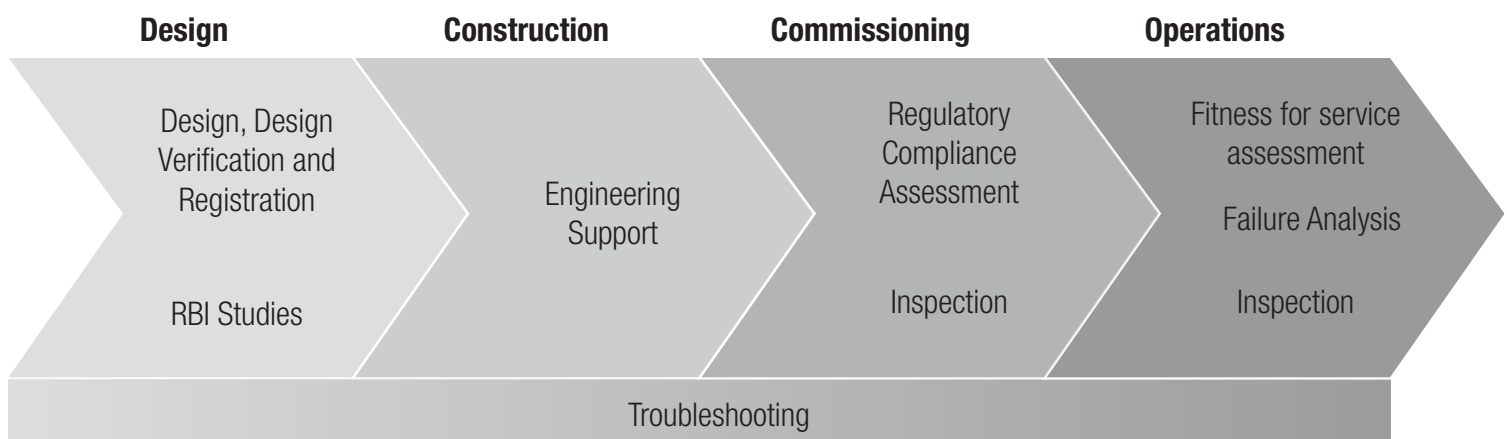 Design
Construction
Commissioning
Operations
Design, Design
Verification and
Registration
RBI Studies
Engineering
Support
Regulatory
Compliance
Assessment
Inspection
Fitness for service
assessment
Failure Analysis
Inspection
Troubleshooting